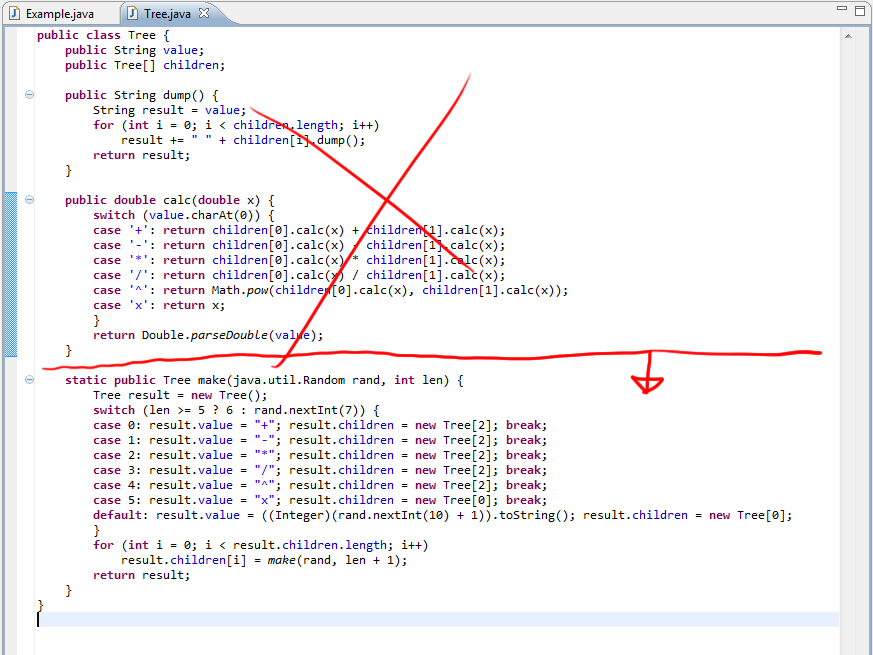 Example.java Tree.java
public class Tree {
public String value;
public Tree[] children;
public String dump() {
String result = value;
for (int i = 0; i < children.length; i++)
result += " " + children[i].dump();
return result;
}
public double calc(double x) {
switch (value.charAt(0)) {
case '+': return children[0].calc(x) + children[1].calc(x);
case '-': return children[0].calc(x) - children[1].calc(x);
case '*': return children[0].calc(x) * children[1].calc(x);
case '/': return children[0].calc(x) / children[1].calc(x);
case '^': return Math.pow(children[0].calc(x), children[1].calc(x));
case 'x': return x;
}
return Double.parseDouble(value);
}
static public Tree make(java.util.Random rand, int len) {
Tree result = new Tree();
switch (len >= 5 ? 6 : rand.nextInt(7)) {
case 0: result.value = "+"; result.children = new Tree[2]; break;
case 1: result.value = "-"; result.children = new Tree[2]; break;
case 2: result.value = "*"; result.children = new Tree[2]; break;
case 3: result.value = "/"; result.children = new Tree[2]; break;
case 4: result.value = "^"; result.children = new Tree[2]; break;
case 5: result.value = "x"; result.children = new Tree[0]; break;
default: result.value = ((Integer)(rand.nextInt(10) + 1)).toString(); result.children = new Tree[0];
}
for (int i = 0; i < result.children.length; i++)
result.children[i] = make(rand, len + 1);
return result;
}
}